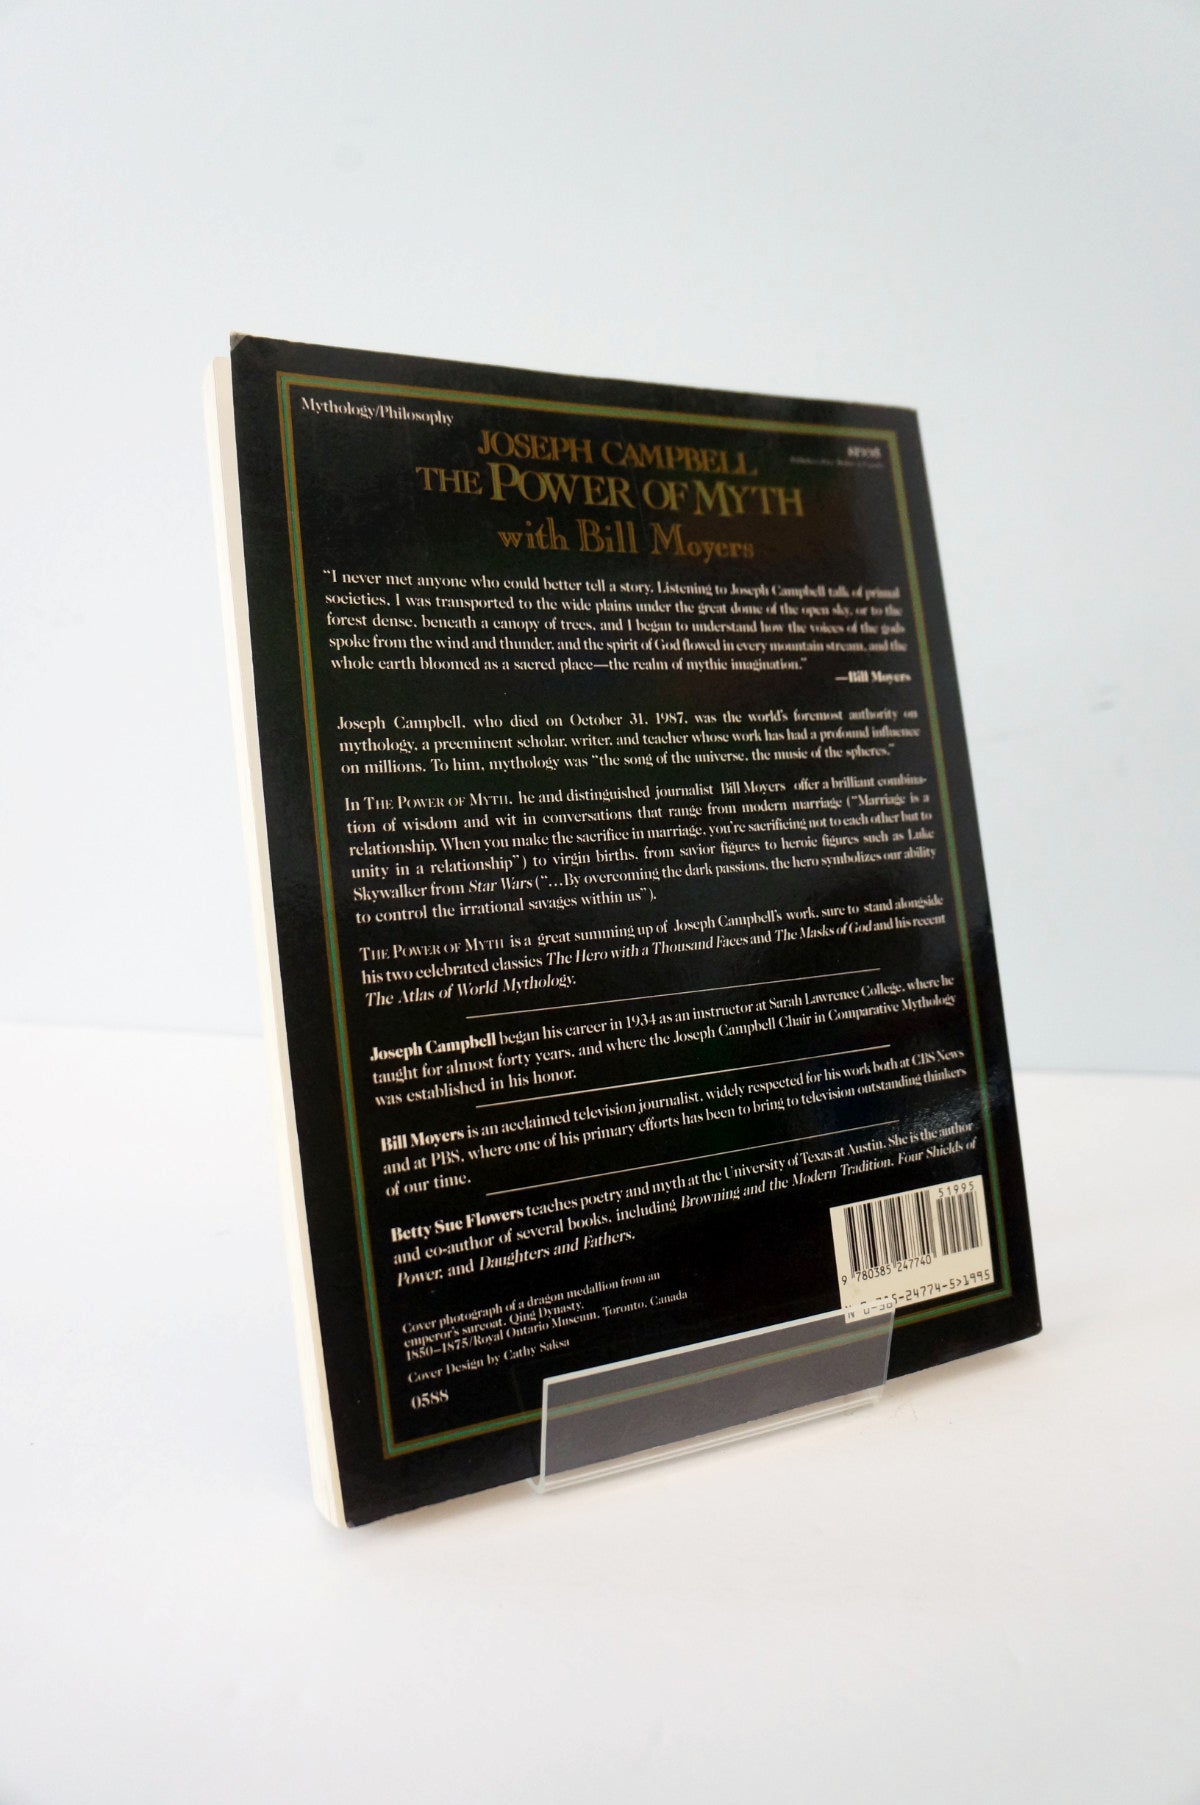 Mythology/Philosophy
JOSEPH CAMPBELL
THE POWER OF MYTH
with Bill Moyers
“I never met anyone who could better tell a story. Listening to Joseph Campbell talk of primal
societies, I was transported to the wide plains under the great dome of the open sky, or to the
forest dense, beneath a canopy of trees, and I began to understand how the voices of the gods
spoke from the wind and thunder, and the spirit of God flowed in every mountain stream, and the
whole earth bloomed as a sacred place—the realm of mythic imagination.”
—Bill Moyers
Joseph Campbell, who died on October 31, 1987, was the world's foremost authority on
mythology, a preeminent scholar, writer, and teacher whose work has had a profound influence
on millions. To him, mythology was “the song of the universe, the music of the spheres.”
In THE POWER OF MYTH, he and distinguished journalist Bill Moyers offer a brilliant combina-
tion of wisdom and wit in conversations that range from modern marriage (“Marriage is a
relationship. When you make the sacrifice in marriage, you're sacrificing not to each other but to
unity in a relationship”) to virgin births, from savior figures to heroic figures such as Luke
Skywalker from Star Wars (“...By overcoming the dark passions, the hero symbolizes our ability
to control the irrational savages within us”).
THE POWER OF MYTH is a great summing up of Joseph Campbell's work, sure to stand alongside
his two celebrated classics The Hero with a Thousand Faces and The Masks of God and his recent
The Atlas of World Mythology.
Joseph Campbell began his career in 1934 as an instructor at Sarah Lawrence College, where he
taught for almost forty years, and where the Joseph Campbell Chair in Comparative Mythology
was established in his honor.
Bill Moyers is an acclaimed television journalist, widely respected for his work both at CBS News
and at PBS, where one of his primary efforts has been to bring to television outstanding thinkers
of our time.
Betty Sue Flowers teaches poetry and myth at the University of Texas at Austin. She is the author
and co-author of several books, including Browning and the Modern Tradition, Four Shields of
Power, and Daughters and Fathers.
Cover photograph of a dragon medallion from an
emperor's surcoat, Qing Dynasty,
1850–1875/Royal Ontario Museum, Toronto, Canada
Cover Design by Cathy Saksa
0588
51995
9 780385 247740
-24774-5>1995